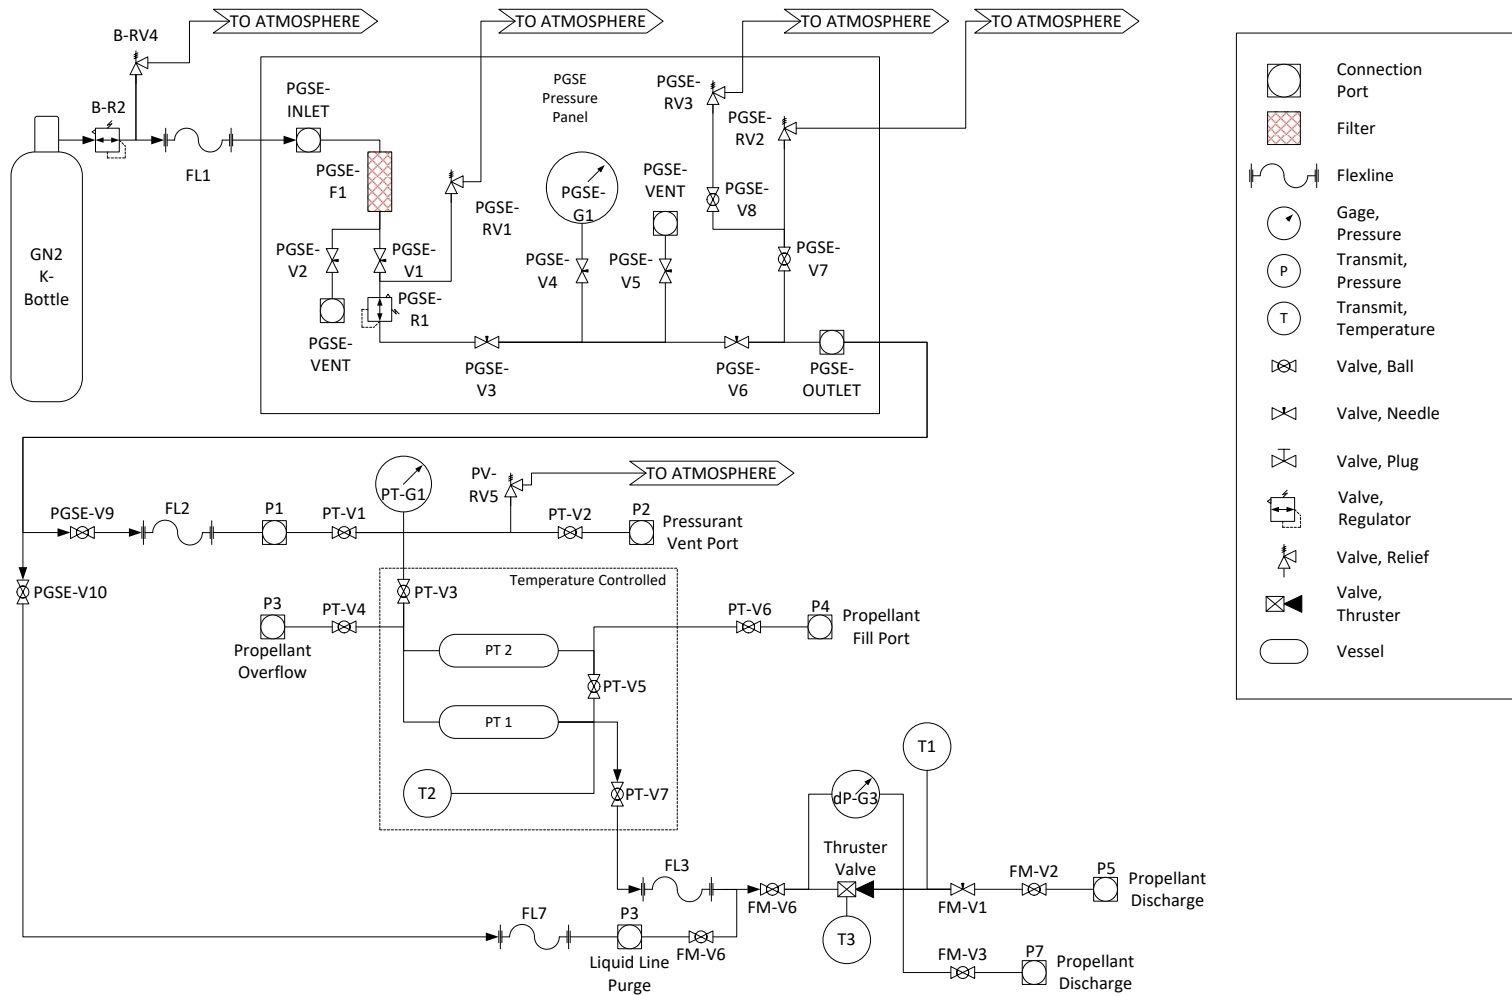 TO ATMOSPHERE
TO ATMOSPHERE
TO ATMOSPHERE
TO ATMOSPHERE
B-RV4
B-R2
FL1
GN2
K-
Bottle
PGSE-
INLET
PGSE
Pressure
Panel
PGSE-
F1
PGSE-
V2
PGSE-
V1
PGSE-
RV1
PGSE-
R1
PGSE-
VENT
PGSE-
V3
PGSE-
G1
PGSE-
V4
PGSE-
VENT
PGSE-
V5
PGSE-
RV3
PGSE-
RV2
PGSE-
V8
PGSE-
V7
PGSE-
V6
PGSE-
OUTLET
PGSE-V9
FL2
P1
PT-V1
PT-G1
PV-
RV5
TO ATMOSPHERE
PT-V2
P2
Pressurant
Vent Port
PGSE-V10
Temperature Controlled
PT-V3
P3
PT-V4
Propellant
Overflow
PT 2
PT-V6
P4
Propellant
Fill Port
PT-V5
PT 1
T2
PT-V7
T1
dP-G3
Thruster
Valve
FL3
FM-V6
FM-V1
FM-V2
P5
Propellant
Discharge
FL7
P3
Liquid Line
Purge
FM-V6
T3
FM-V3
P7
Propellant
Discharge
Connection
Port
Filter
Flexline
Gage,
Pressure
P
Transmit,
Pressure
T
Transmit,
Temperature
Valve, Ball
Valve, Needle
Valve, Plug
Valve,
Regulator
Valve, Relief
Valve,
Thruster
Vessel